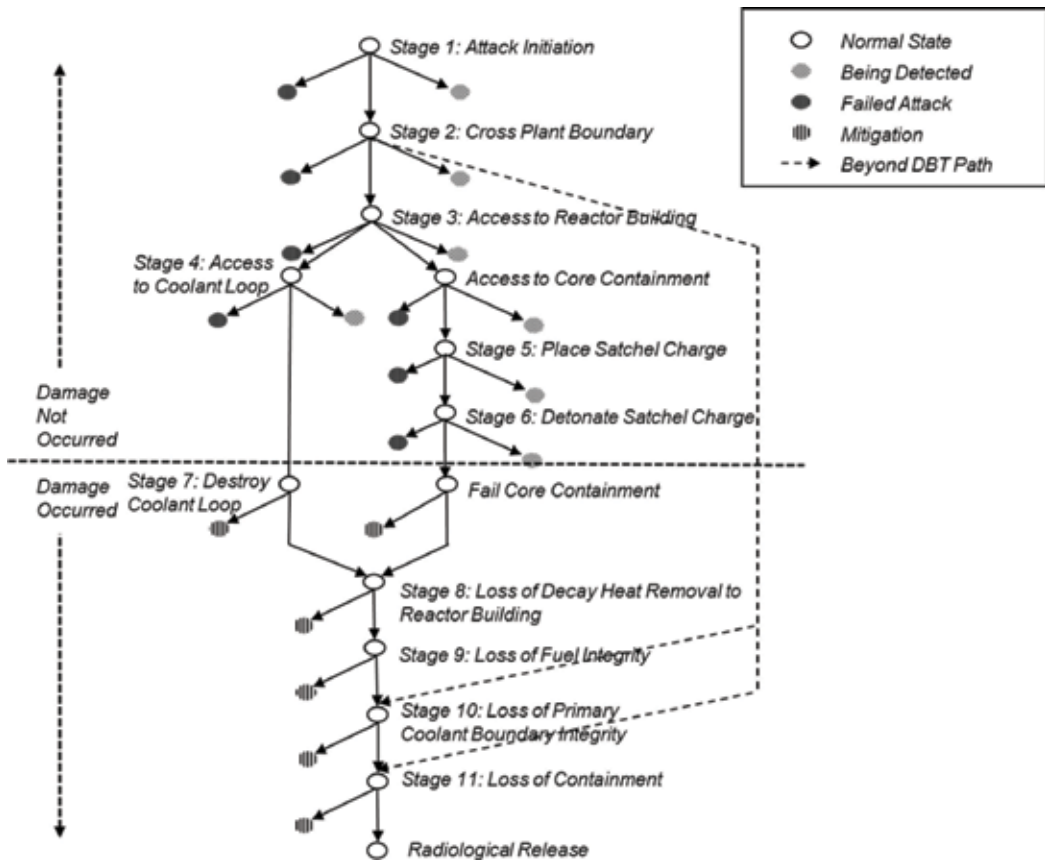 Stage 1: Attack Initiation
Normal State
Being Detected
Failed Attack
Mitigation
Beyond DBT Path
Stage 2: Cross Plant Boundary
Stage 3: Access to Reactor Building
Stage 4: Access
to Coolant Loop
Access to Core Containment
Stage 5: Place Satchel Charge
Stage 6: Detonate Satchel Charge
Damage
Not
Occurred
Damage
Occurred
Stage 7: Destroy
Coolant Loop
Fail Core Containment
Stage 8: Loss of Decay Heat Removal to
Reactor Building
Stage 9: Loss of Fuel Integrity
Stage 10: Loss of Primary
Coolant Boundary Integrity
Stage 11: Loss of Containment
Radiological Release